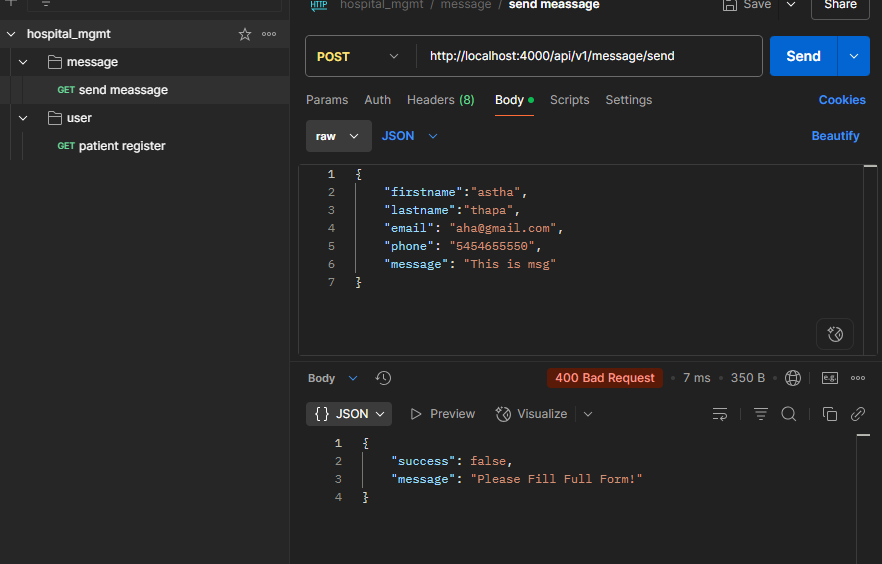 HTTP hospital_mgmt / message / send meassage Save Share
hospital_mgmt
message
GET send meassage
user
GET patient register
POST http://localhost:4000/api/v1/message/send Send
Params Auth Headers (8) Body Scripts Settings Cookies
raw JSON Beautify
1 {
2 "firstname":"astha",
3 "lastname":"thapa",
4 "email": "aha@gmail.com",
5 "phone": "5454655550",
6 "message": "This is msg"
7 }
Body 400 Bad Request 7 ms 350 B e.g.
{} JSON Preview Visualize
1 {
2 "success": false,
3 "message": "Please Fill Full Form!"
4 }